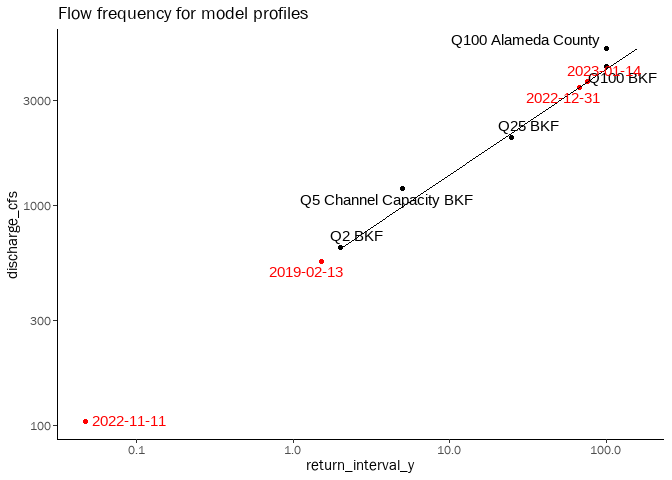 Flow frequency for model profiles
Q100 Alameda County
2023-01-14
Q100 BKF
3000
2022-12-31
Q25 BKF
Q5 Channel Capacity BKF
1000
Q2 BKF
discharge_cfs
2019-02-13
300
2022-11-11
100
0.1
1.0
10.0
100.0
return_interval_y